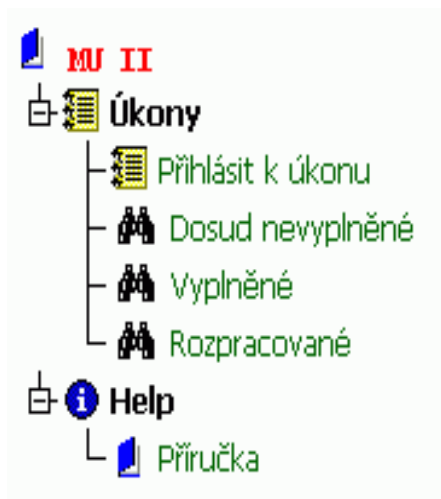 MU II
Úkony
Přihlásit k úkonu
Dosud nevyplněné
Vyplněné
Rozpracované
Help
Příručka